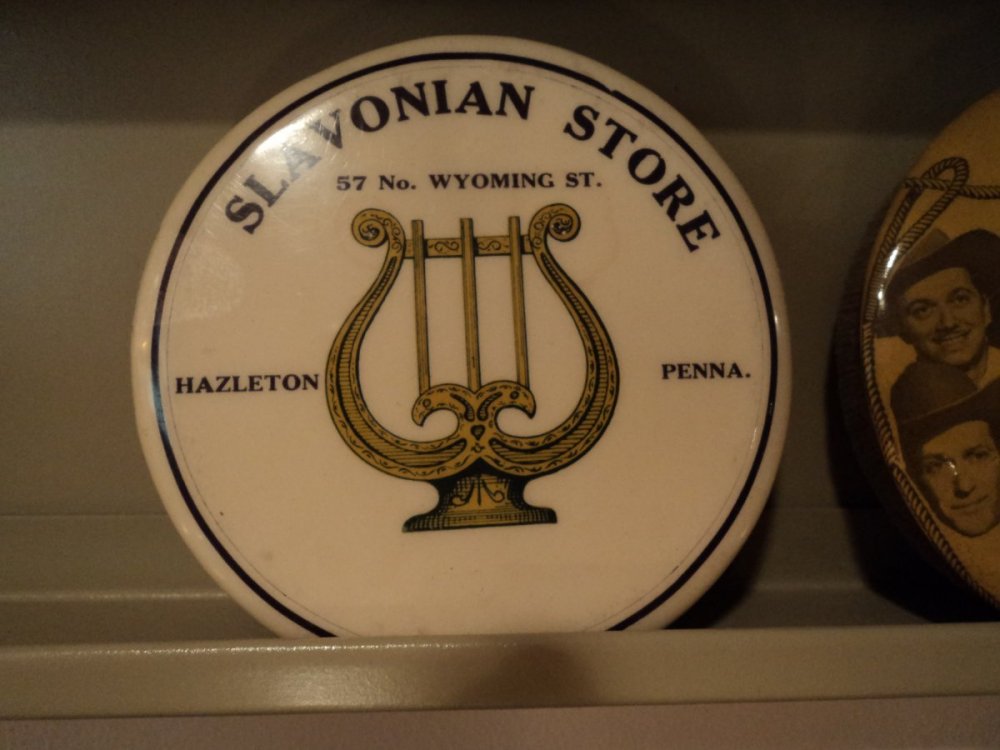 SLAVONIAN STORE
57 No. WYOMING ST.
HAZLETON PENNA.